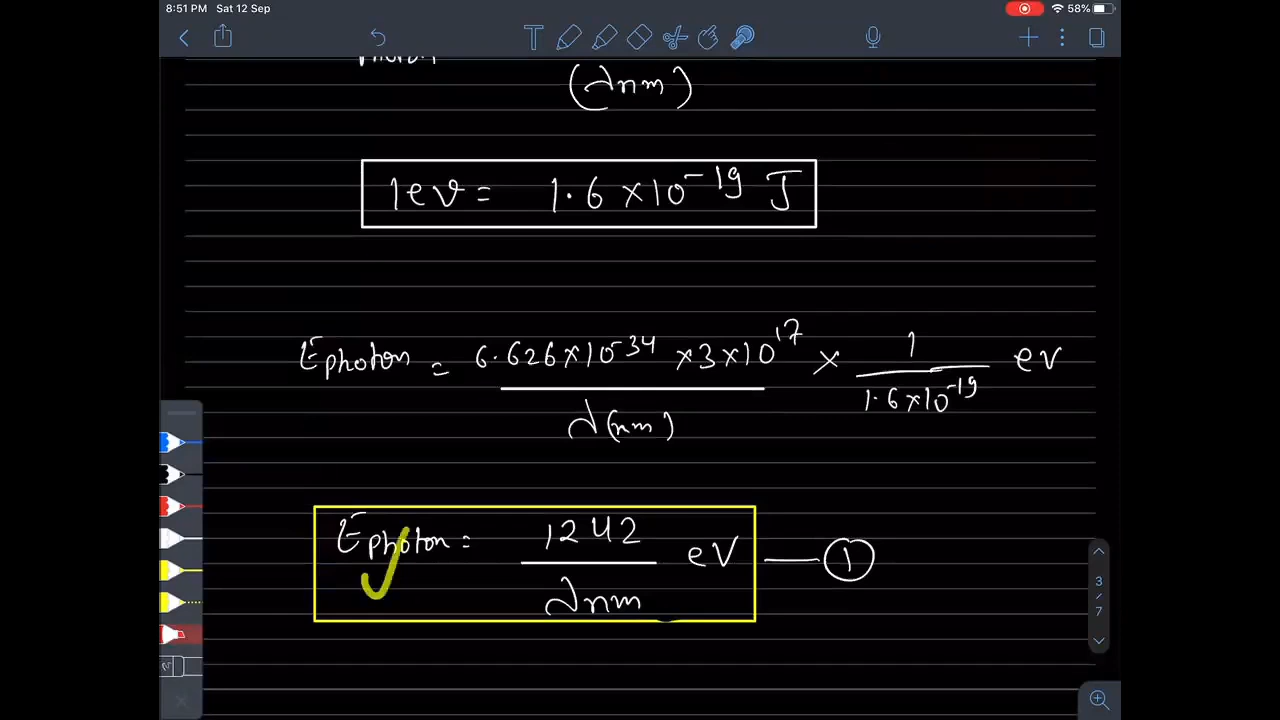 8:51 PM Sat 12 Sep
58%
T
photon
(λnm)
1ev = 1.6 × 10⁻¹⁹ J
Ephoton = 6.626×10⁻³⁴ ×3×10¹⁷ × 1 ev
λ(nm) 1.6×10⁻¹⁹
Ephoton = 1242 eV — ①
λnm
3
/
7